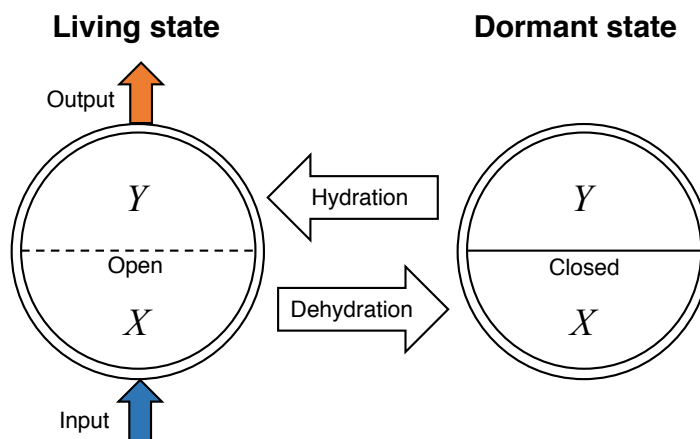 Living state
Dormant state
Output
Y
Y
Hydration
Open
Closed
Dehydration
X
X
Input